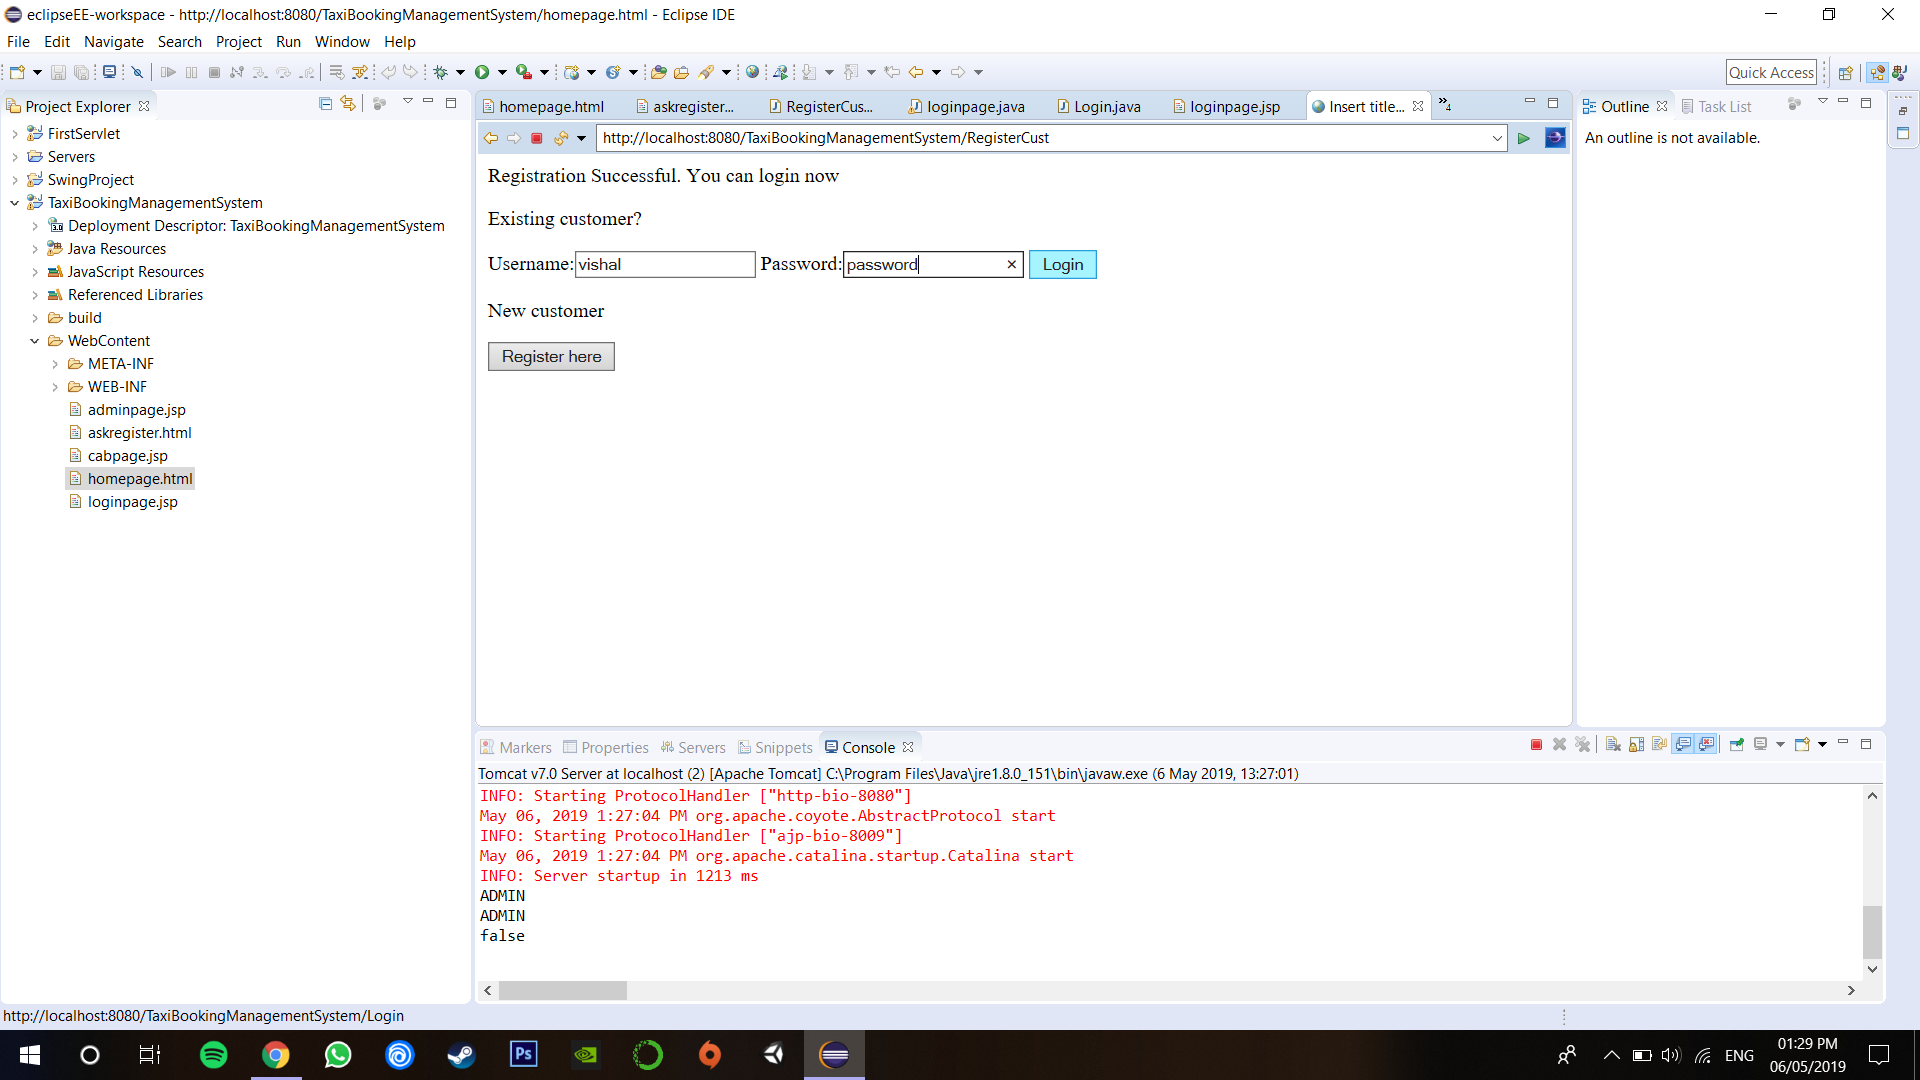 eclipseEE-workspace - http://localhost:8080/TaxiBookingManagementSystem/homepage.html - Eclipse IDE
File Edit Navigate Search Project Run Window Help
Quick Access
Project Explorer
FirstServlet
Servers
SwingProject
TaxiBookingManagementSystem
Deployment Descriptor: TaxiBookingManagementSystem
Java Resources
JavaScript Resources
Referenced Libraries
build
WebContent
META-INF
WEB-INF
adminpage.jsp
askregister.html
cabpage.jsp
homepage.html
loginpage.jsp
homepage.html askregister... RegisterCus... loginpage.java Login.java loginpage.jsp Insert title... »4
http://localhost:8080/TaxiBookingManagementSystem/RegisterCust
Registration Successful. You can login now
Existing customer?
Username: vishal Password: password Login
New customer
Register here
Outline Task List
An outline is not available.
Markers Properties Servers Snippets Console
Tomcat v7.0 Server at localhost (2) [Apache Tomcat] C:\Program Files\Java\jre1.8.0_151\bin\javaw.exe (6 May 2019, 13:27:01)
INFO: Starting ProtocolHandler ["http-bio-8080"]
May 06, 2019 1:27:04 PM org.apache.coyote.AbstractProtocol start
INFO: Starting ProtocolHandler ["ajp-bio-8009"]
May 06, 2019 1:27:04 PM org.apache.catalina.startup.Catalina start
INFO: Server startup in 1213 ms
ADMIN
ADMIN
false
http://localhost:8080/TaxiBookingManagementSystem/Login
Ps
ENG
01:29 PM
06/05/2019